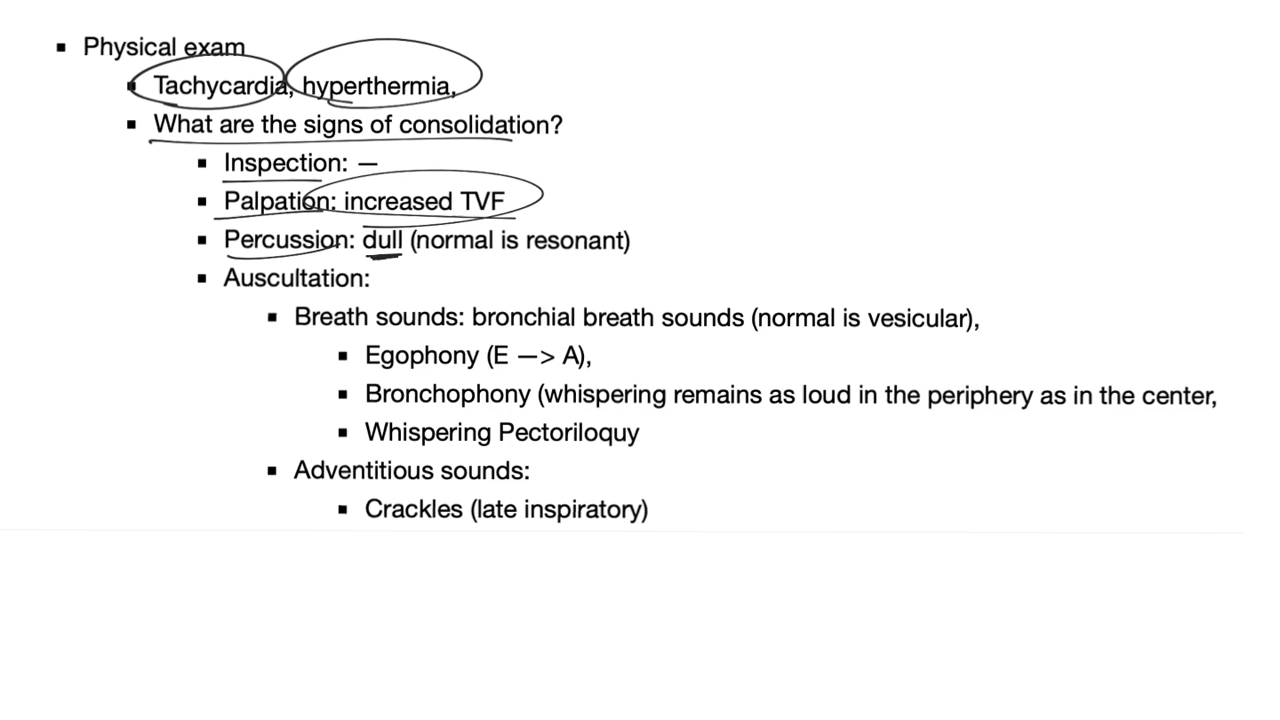 ▪ Physical exam
▪ Tachycardia, hyperthermia,
▪ What are the signs of consolidation?
▪ Inspection: —
▪ Palpation: increased TVF
▪ Percussion: dull (normal is resonant)
▪ Auscultation:
▪ Breath sounds: bronchial breath sounds (normal is vesicular),
▪ Egophony (E —> A),
▪ Bronchophony (whispering remains as loud in the periphery as in the center,
▪ Whispering Pectoriloquy
▪ Adventitious sounds:
▪ Crackles (late inspiratory)